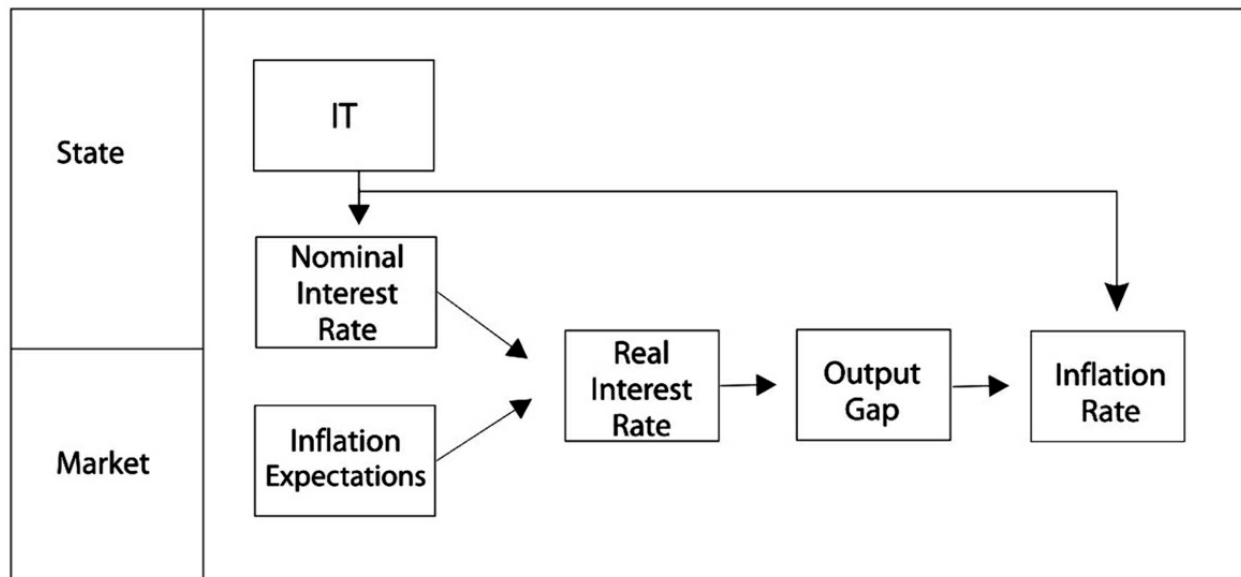 State
IT
Nominal
Interest
Rate
Real
Interest
Rate
Output
Gap
Inflation
Rate
Market
Inflation
Expectations